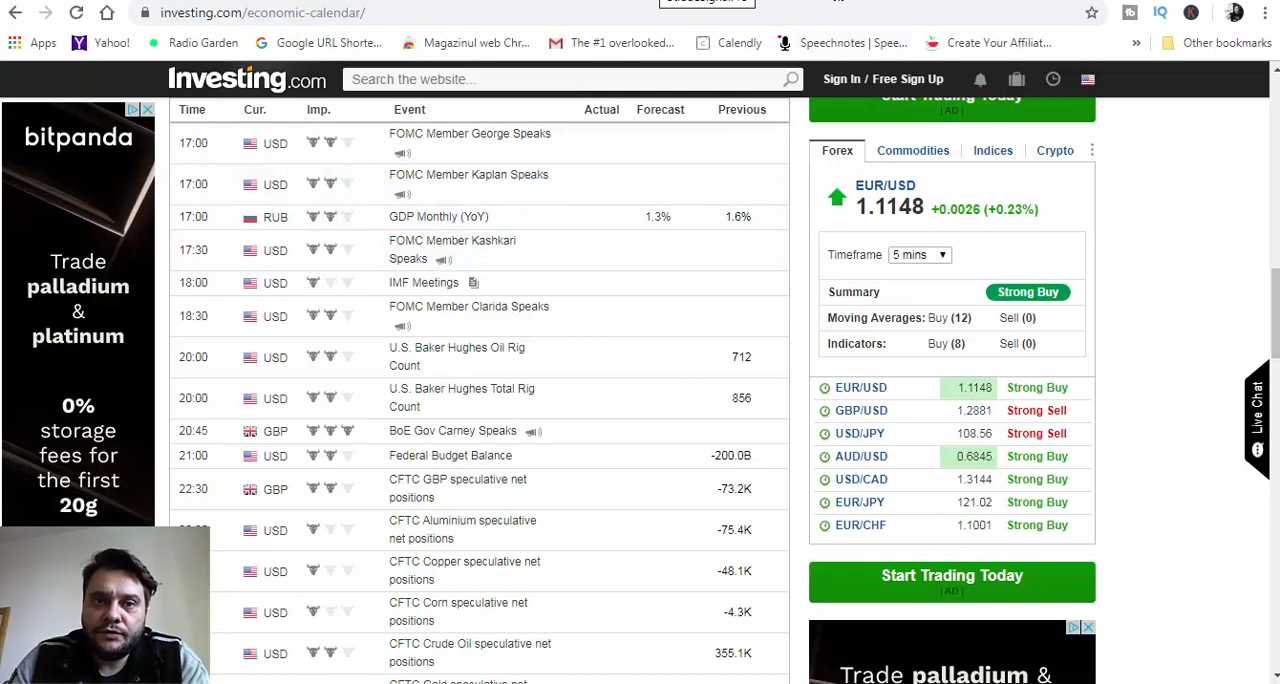 investing.com/economic-calendar/
Apps
Yahoo!
Radio Garden
Google URL Shorte...
Magazinul web Chr...
The #1 overlooked...
Calendly
Speechnotes | Spee...
Create Your Affiliat...
»
Other bookmarks
Investing.com
Search the website...
Sign In / Free Sign Up
Time Cur. Imp. Event Actual Forecast Previous
17:00 USD FOMC Member George Speaks
17:00 USD FOMC Member Kaplan Speaks
17:00 RUB GDP Monthly (YoY) 1.3% 1.6%
17:30 USD FOMC Member Kashkari
Speaks
18:00 USD IMF Meetings
18:30 USD FOMC Member Clarida Speaks
20:00 USD U.S. Baker Hughes Oil Rig
Count 712
20:00 USD U.S. Baker Hughes Total Rig
Count 856
20:45 GBP BoE Gov Carney Speaks
21:00 USD Federal Budget Balance -200.0B
22:30 GBP CFTC GBP speculative net
positions -73.2K
USD CFTC Aluminium speculative
net positions -75.4K
USD CFTC Copper speculative net
positions -48.1K
USD CFTC Corn speculative net
positions -4.3K
USD CFTC Crude Oil speculative net
positions 355.1K
bitpanda
Trade
palladium
&
platinum
0%
storage
fees for
the first
20g
Start Trading Today
| AD |
Forex Commodities Indices Crypto
EUR/USD
1.1148 +0.0026 (+0.23%)
Timeframe 5 mins
Summary Strong Buy
Moving Averages: Buy (12) Sell (0)
Indicators: Buy (8) Sell (0)
EUR/USD 1.1148 Strong Buy
GBP/USD 1.2881 Strong Sell
USD/JPY 108.56 Strong Sell
AUD/USD 0.6845 Strong Buy
USD/CAD 1.3144 Strong Buy
EUR/JPY 121.02 Strong Buy
EUR/CHF 1.1001 Strong Buy
Start Trading Today
| AD |
Trade palladium &
Live Chat